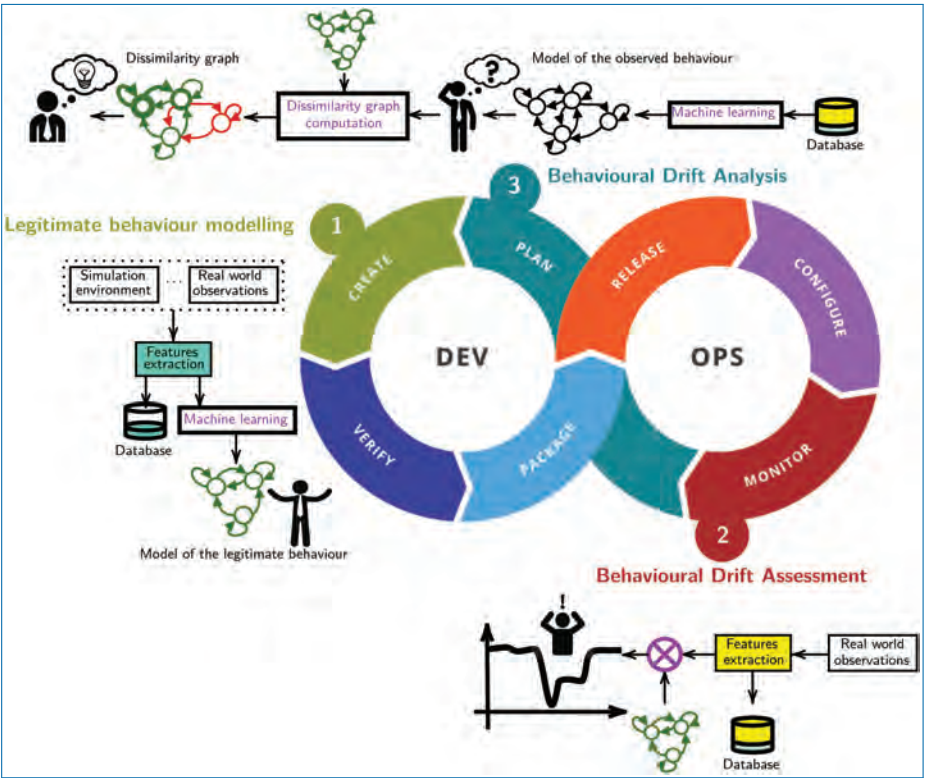 Dissimilarity graph
?
Model of the observed behaviour
Dissimilarity graph
computation
Machine learning
Database
3
Behavioural Drift Analysis
1
Legitimate behaviour modelling
CREATE
PLAN
RELEASE
CONFIGURE
Simulation
environment
...
Real world
observations
Features
extraction
DEV
OPS
Machine learning
Database
VERIFY
PACKAGE
MONITOR
Model of the legitimate behaviour
2
Behavioural Drift Assessment
!
Features
extraction
Real world
observations
Database